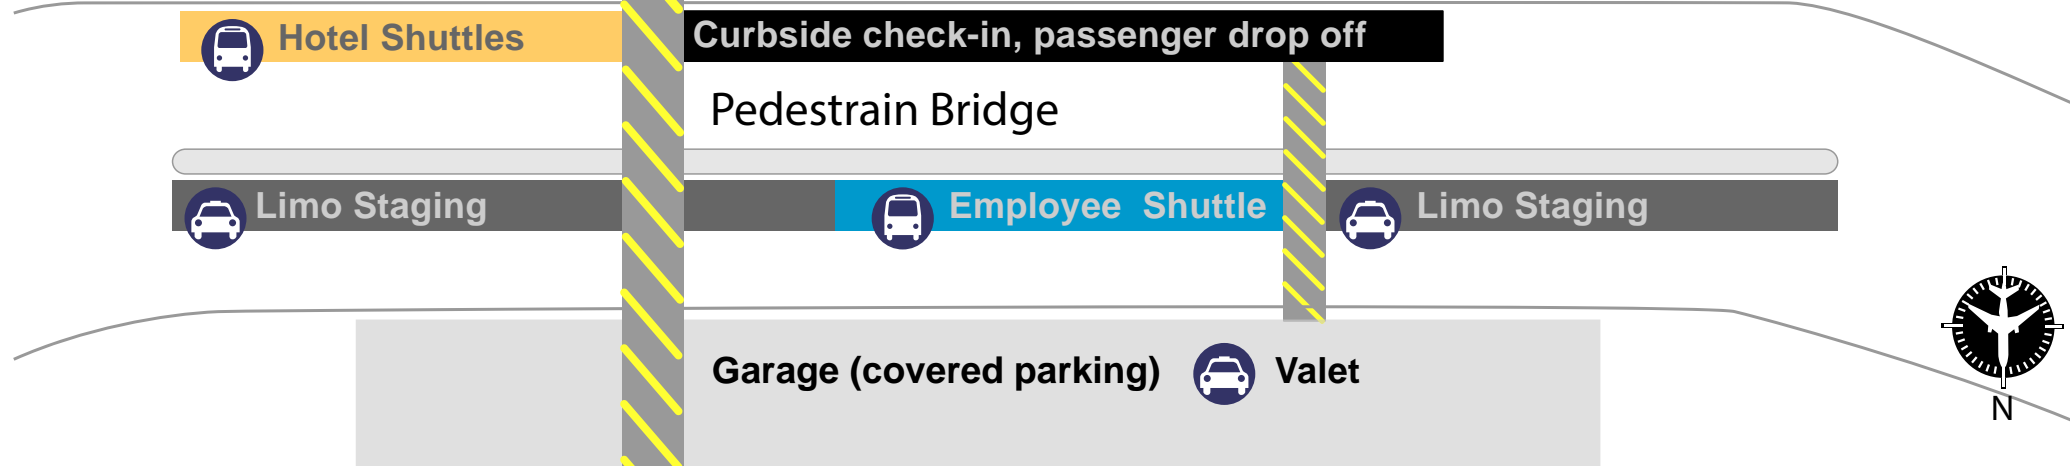 Hotel Shuttles
Curbside check-in, passenger drop off
Pedestrain Bridge
Limo Staging
Employee Shuttle
Limo Staging
Garage (covered parking)
Valet
N